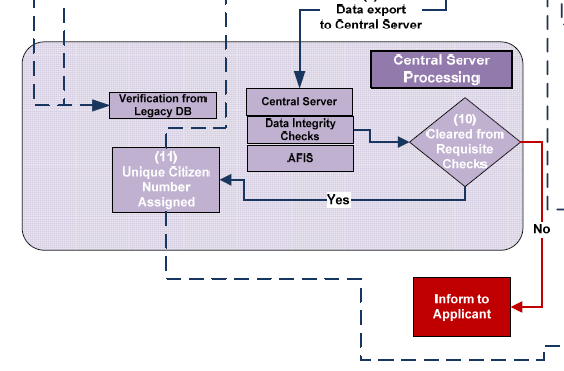 Data export
to Central Server
Central Server
Processing
Verification from
Legacy DB
Central Server
Data Integrity
Checks
AFIS
(10)
Cleared from
Requisite
Checks
(11)
Unique Citizen
Number
Assigned
Yes
No
Inform to
Applicant